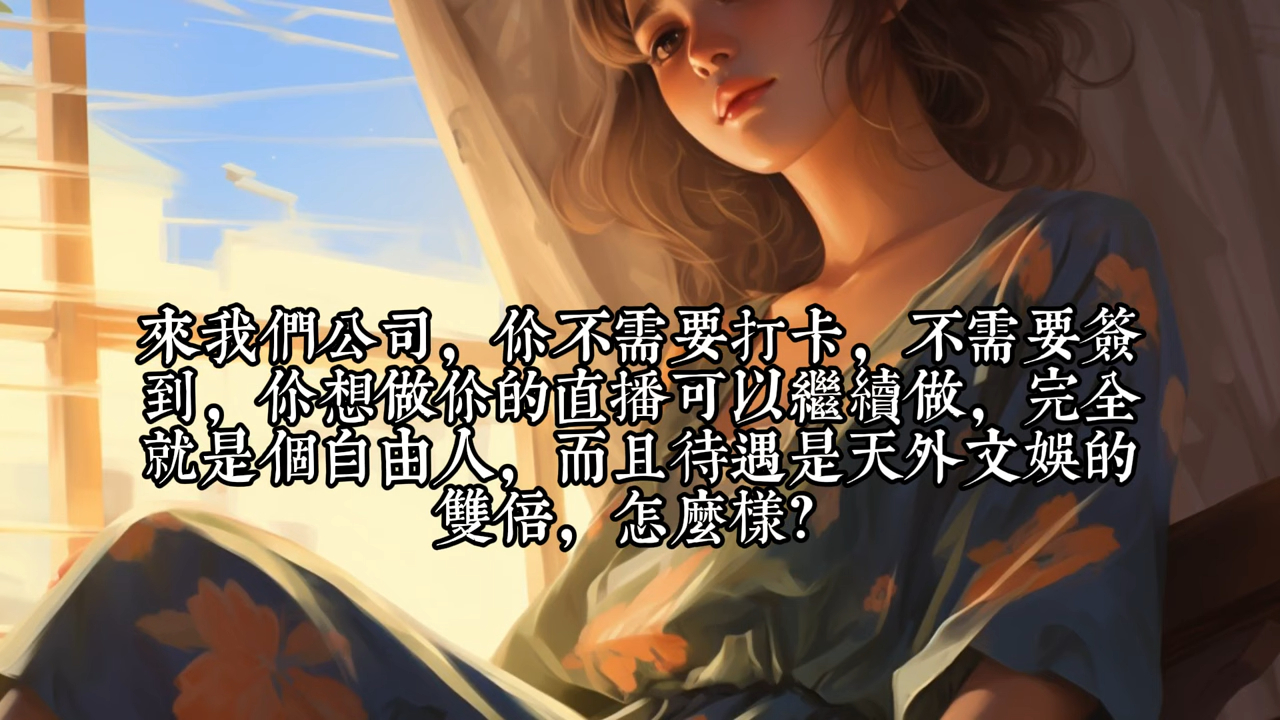 來我們公司，你不需要打卡，不需要簽
到，你想做你的直播可以繼續做，完全
就是個自由人，而且待遇是天外文娛的
雙倍，怎麼樣？